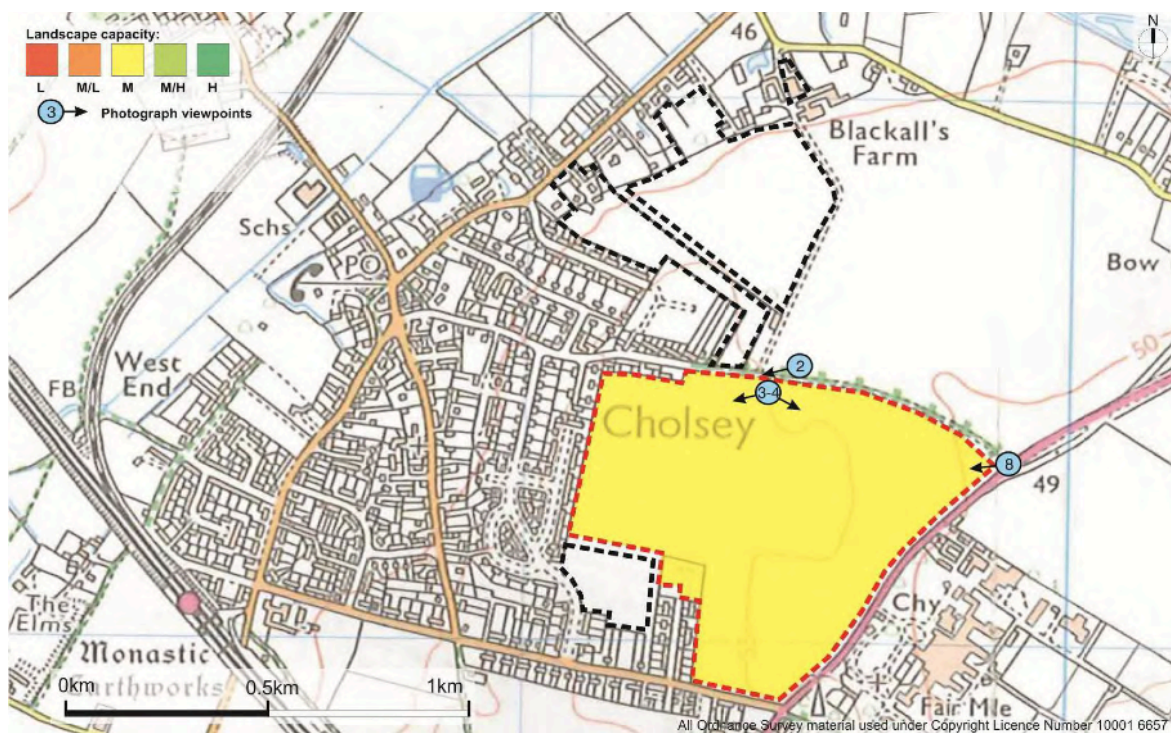 Landscape capacity:
L M/L M M/H H
3 Photograph viewpoints
N
46
Blackall's
Farm
Schs
PO
Bow
West
End
FB
50
2
3-4
Cholsey
8
49
The
Elms
Chy
Monastic
Earthworks
Fair Mle
0km 0.5km 1km
All Ordnance Survey material used under Copyright Licence Number 10001 6657